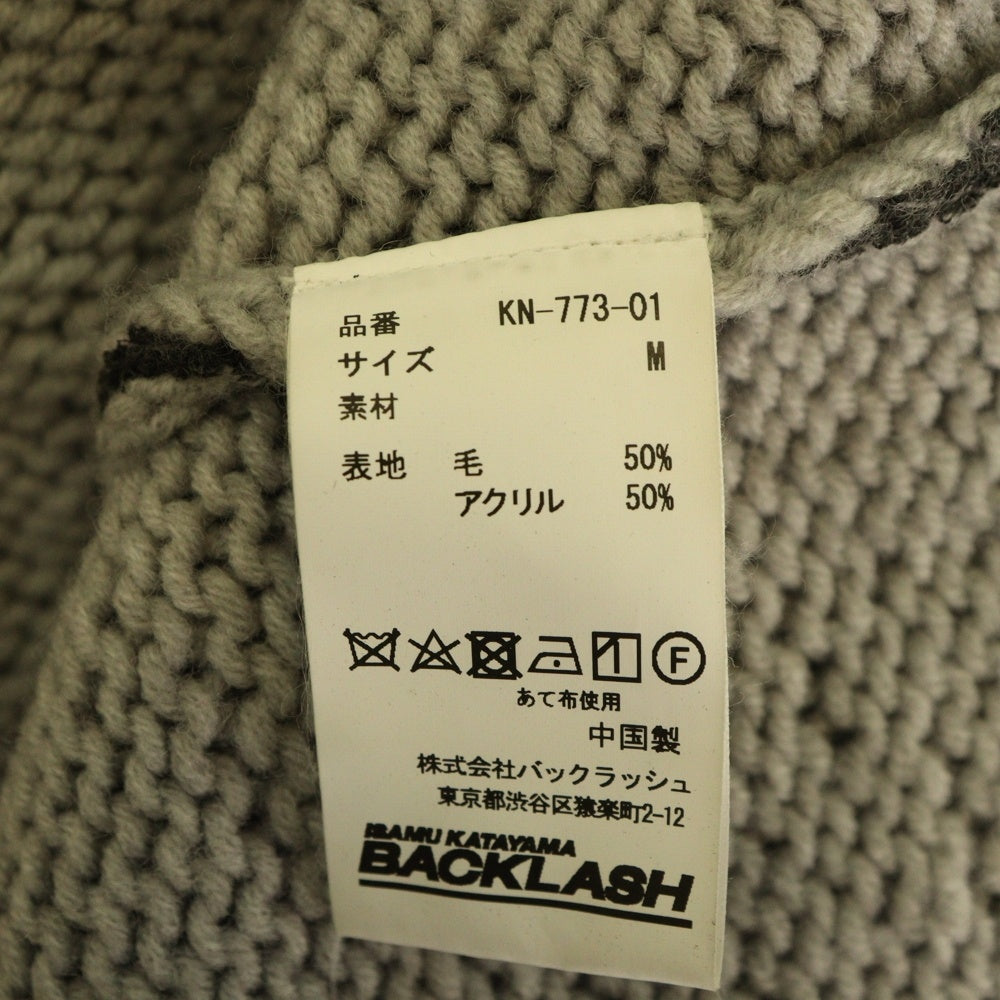 品番 KN-773-01
サイズ M
素材
表地 毛 50%
アクリル 50%
F
あて布使用
中国製
株式会社バックラッシュ
東京都渋谷区猿楽町2-12
ISAMU KATAYAMA
BACKLASH